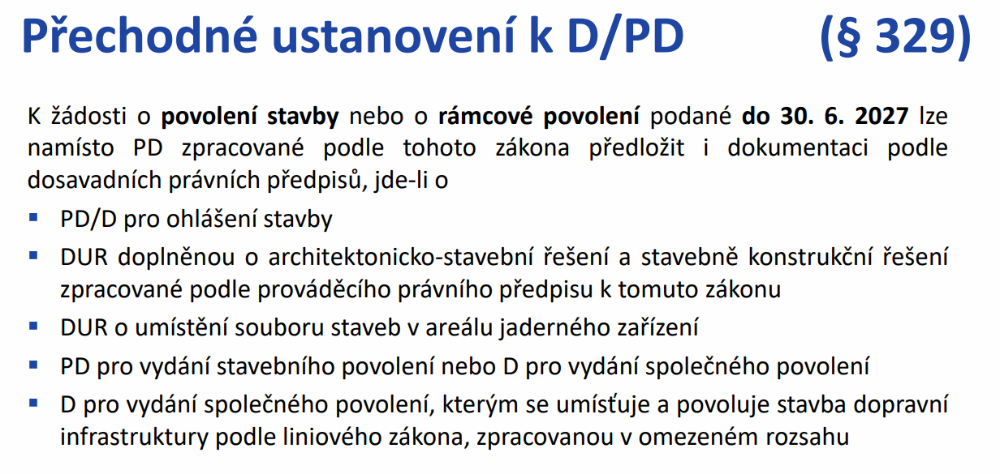 Přechodné ustanovení k D/PD (§ 329)
K žádosti o povolení stavby nebo o rámcové povolení podané do 30. 6. 2027 lze
namísto PD zpracované podle tohoto zákona předložit i dokumentaci podle
dosavadních právních předpisů, jde-li o
▪ PD/D pro ohlášení stavby
▪ DUR doplněnou o architektonicko-stavební řešení a stavebně konstrukční řešení
zpracované podle prováděcího právního předpisu k tomuto zákonu
▪ DUR o umístění souboru staveb v areálu jaderného zařízení
▪ PD pro vydání stavebního povolení nebo D pro vydání společného povolení
▪ D pro vydání společného povolení, kterým se umísťuje a povoluje stavba dopravní
infrastruktury podle liniového zákona, zpracovanou v omezeném rozsahu